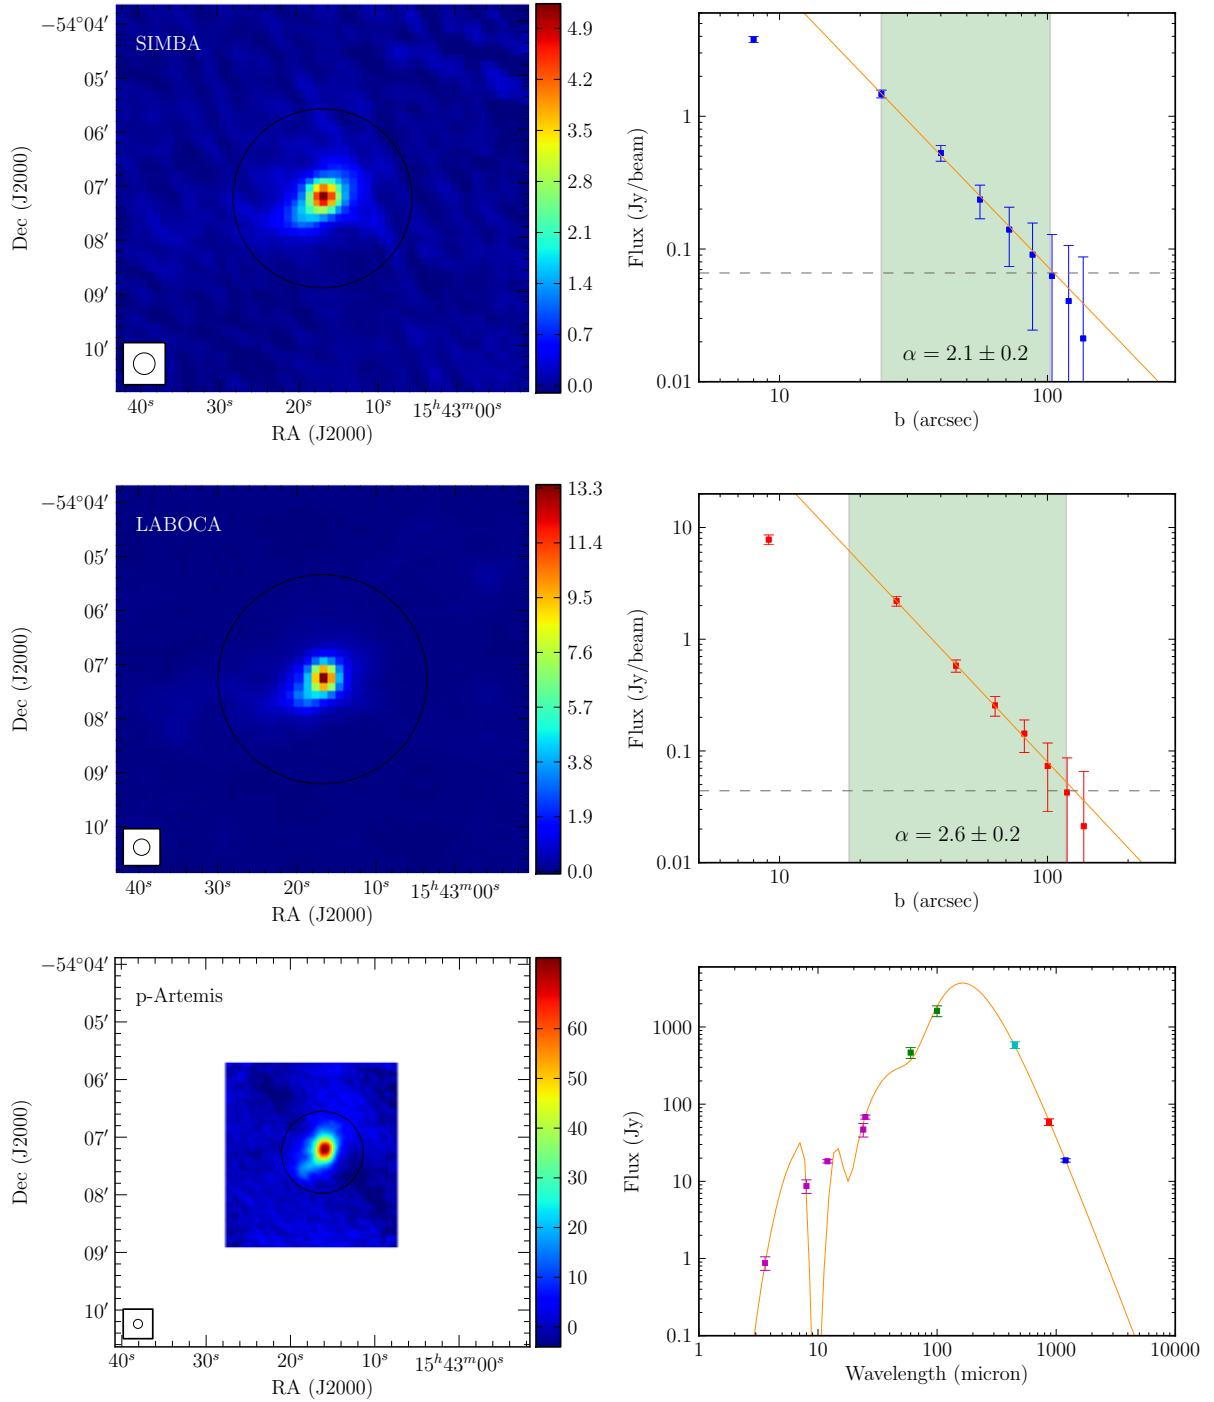 −54°04′
05′
06′
07′
08′
09′
10′
Dec (J2000)
SIMBA
40ˢ 30ˢ 20ˢ 10ˢ 15ʰ43ᵐ00ˢ
RA (J2000)
4.9
4.2
3.5
2.8
2.1
1.4
0.7
0.0
Flux (Jy/beam)
1
0.1
0.01
α = 2.1 ± 0.2
10 100
b (arcsec)
−54°04′
05′
06′
07′
08′
09′
10′
Dec (J2000)
LABOCA
40ˢ 30ˢ 20ˢ 10ˢ 15ʰ43ᵐ00ˢ
RA (J2000)
13.3
11.4
9.5
7.6
5.7
3.8
1.9
0.0
Flux (Jy/beam)
10
1
0.1
0.01
α = 2.6 ± 0.2
10 100
b (arcsec)
−54°04′
05′
06′
07′
08′
09′
10′
Dec (J2000)
p-Artemis
40ˢ 30ˢ 20ˢ 10ˢ 15ʰ43ᵐ00ˢ
RA (J2000)
60
50
40
30
20
10
0
Flux (Jy)
1000
100
10
1
0.1
1 10 100 1000 10000
Wavelength (micron)